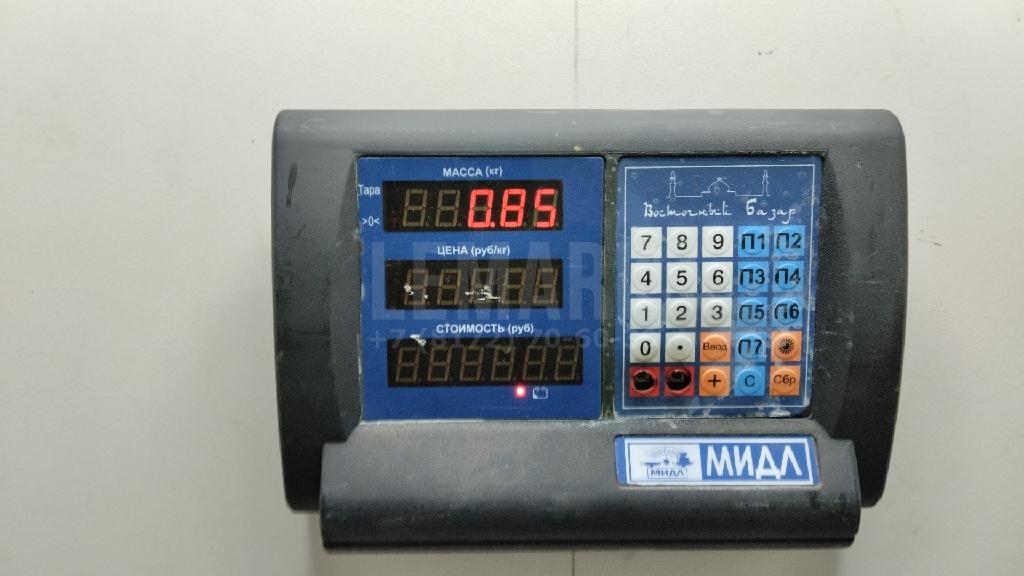 МАССА (кг)
Тара
0.85
>0<
ЦЕНА (руб/кг)
СТОИМОСТЬ (руб)
Восточный Базар
7 8 9 П1 П2
4 5 6 П3 П4
1 2 3 П5 П6
0 . Ввод П7
+ С Сбр
МИДЛ
МИДЛ